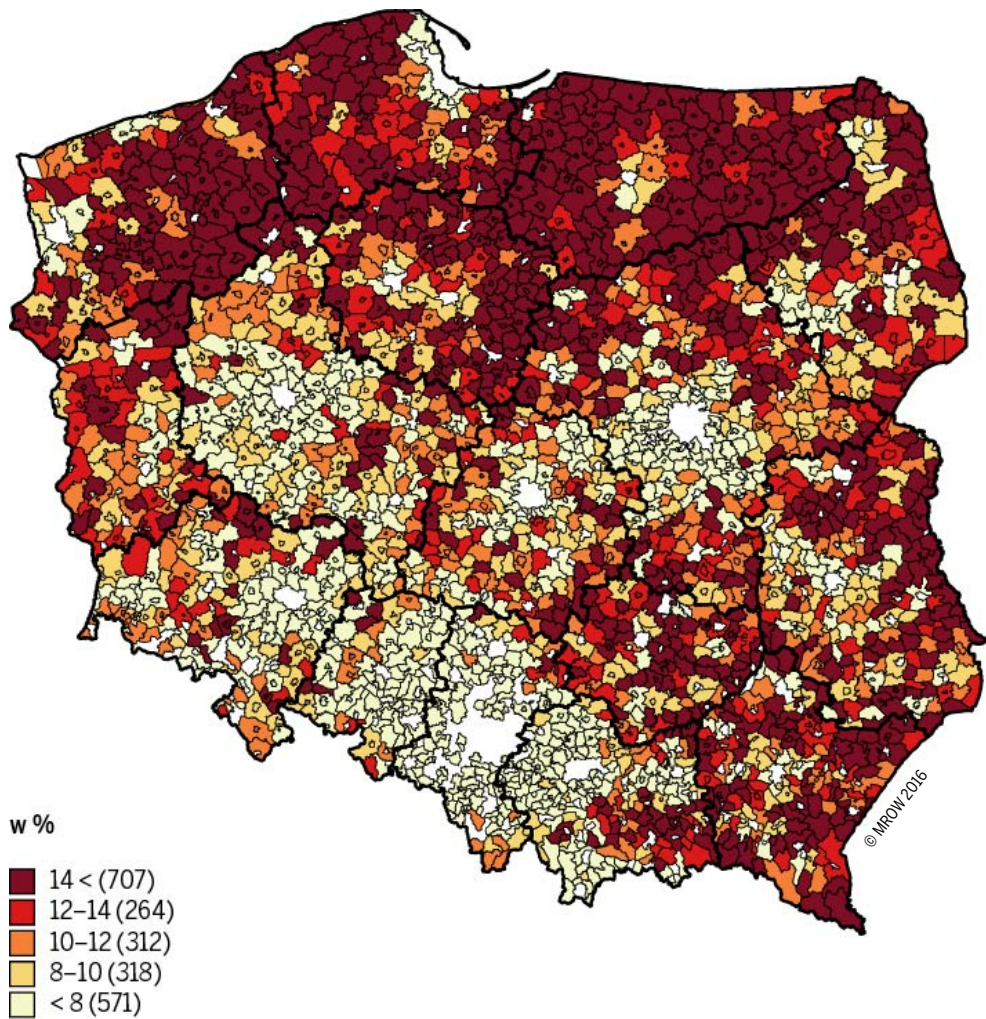 © MROW 2016
w %
14 < (707)
12–14 (264)
10–12 (312)
8–10 (318)
< 8 (571)